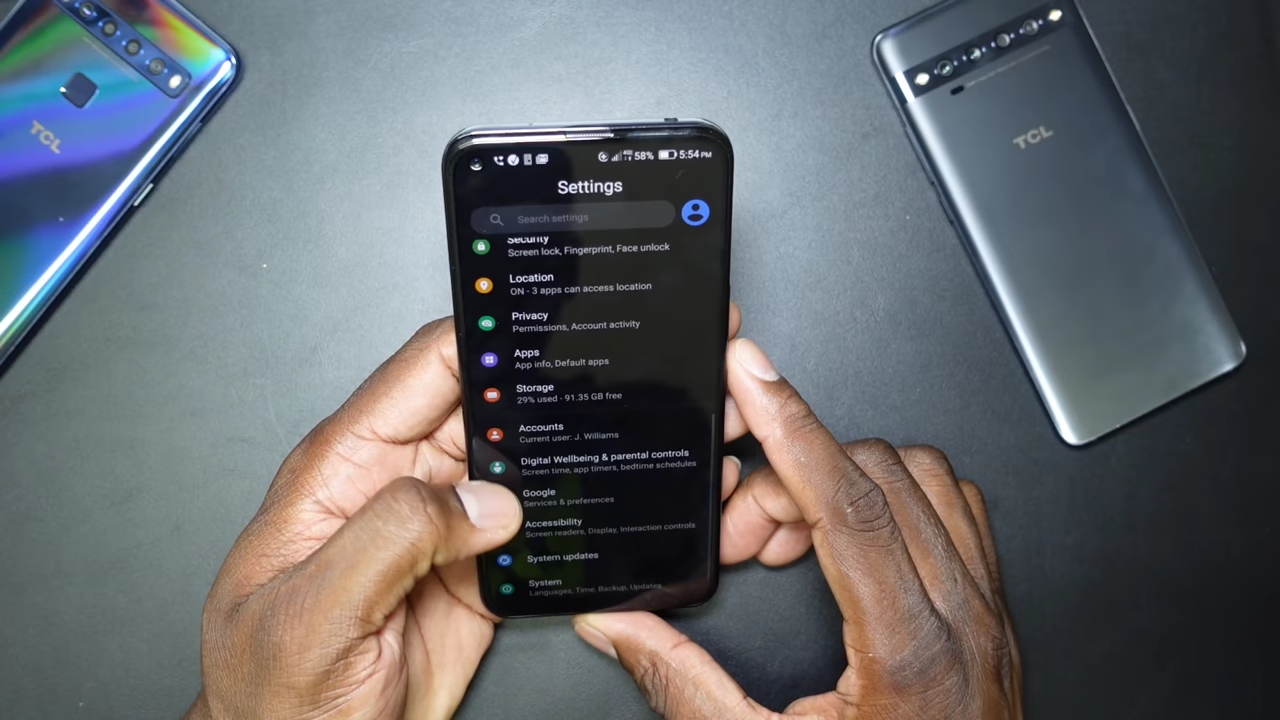 TCL
TCL
4G
58%
5:54 PM
Settings
Search settings
Security
Screen lock, Fingerprint, Face unlock
Location
ON - 3 apps can access location
Privacy
Permissions, Account activity
Apps
App info, Default apps
Storage
29% used - 91.35 GB free
Accounts
Current user: J. Williams
Digital Wellbeing & parental controls
Screen time, app timers, bedtime schedules
Google
Services & preferences
Accessibility
Screen readers, Display, Interaction controls
System updates
System
Languages, Time, Backup, Updates